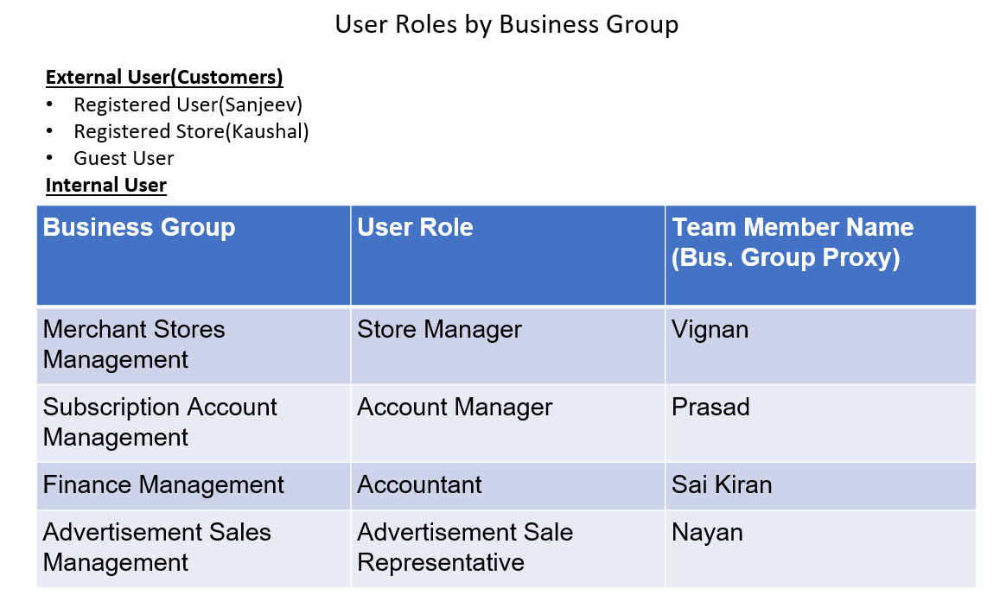 User Roles by Business Group
External User(Customers)
• Registered User(Sanjeev)
• Registered Store(Kaushal)
• Guest User
Internal User
Business Group User Role Team Member Name
(Bus. Group Proxy)
Merchant Stores Store Manager Vignan
Management
Subscription Account Account Manager Prasad
Management
Finance Management Accountant Sai Kiran
Advertisement Sales Advertisement Sale Nayan
Management Representative